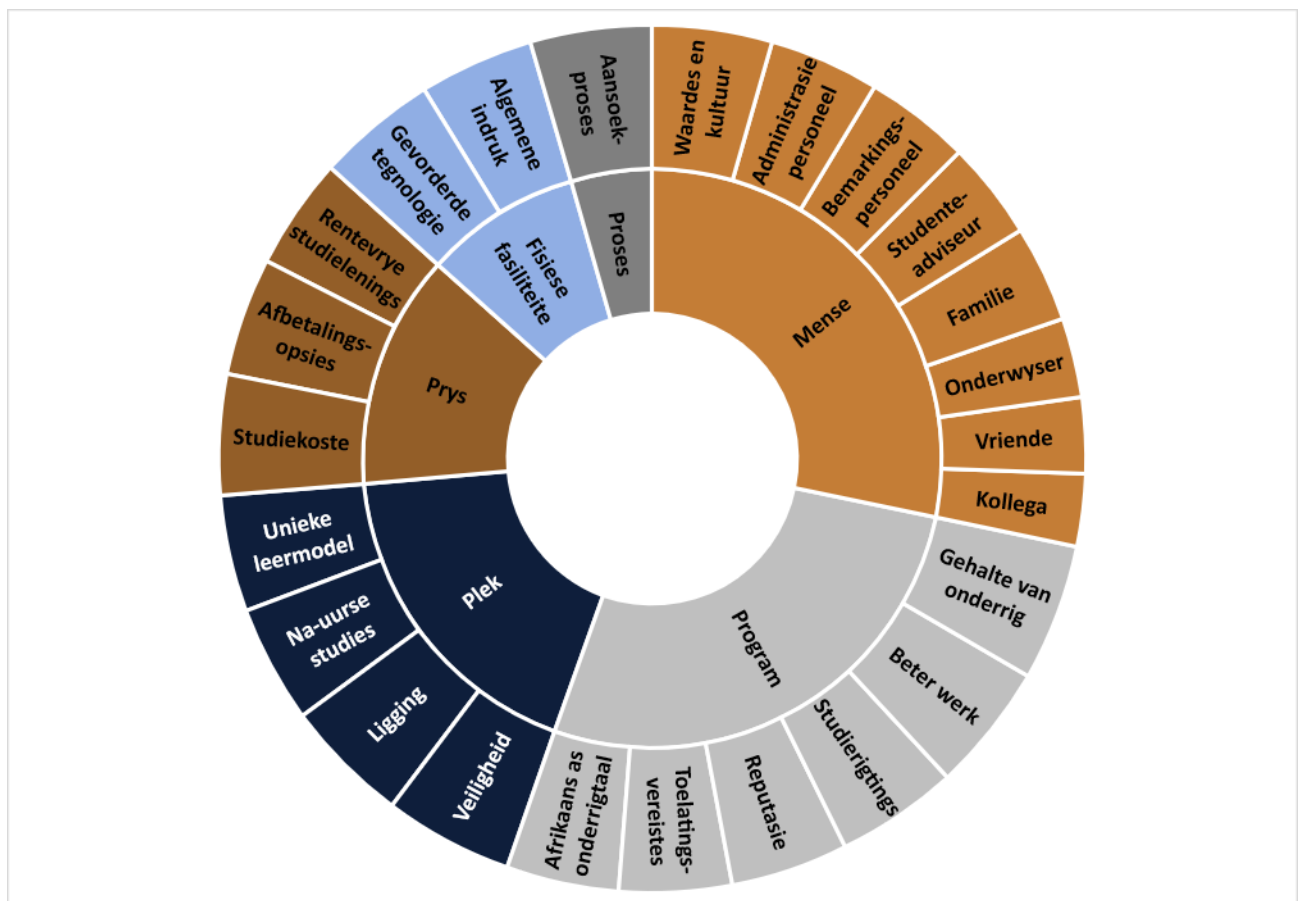 Mense
Waardes en
kultuur
Administrasie
personeel
Bemarkings-
personeel
Studente-
adviseur
Familie
Onderwyser
Vriende
Kollega
Program
Gehalte van
onderrig
Beter werk
Studierigtings
Reputasie
Toelatings-
vereistes
Afrikaans as
onderrigtaal
Plek
Veiligheid
Ligging
Na-uurse
studies
Unieke
leermodel
Prys
Studiekoste
Afbetalings-
opsies
Rentevrye
studielenings
Fisiese
fasiliteite
Gevorderde
tegnologie
Algemene
indruk
Proses
Aansoek-
proses